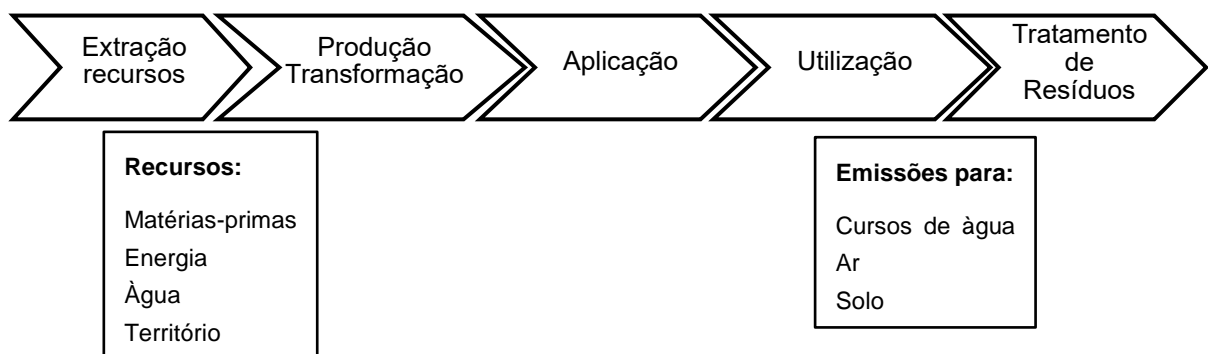 Extração
recursos
Produção
Transformação
Aplicação
Utilização
Tratamento
de
Resíduos
Recursos:
Matérias-primas
Energia
Àgua
Território
Emissões para:
Cursos de àgua
Ar
Solo